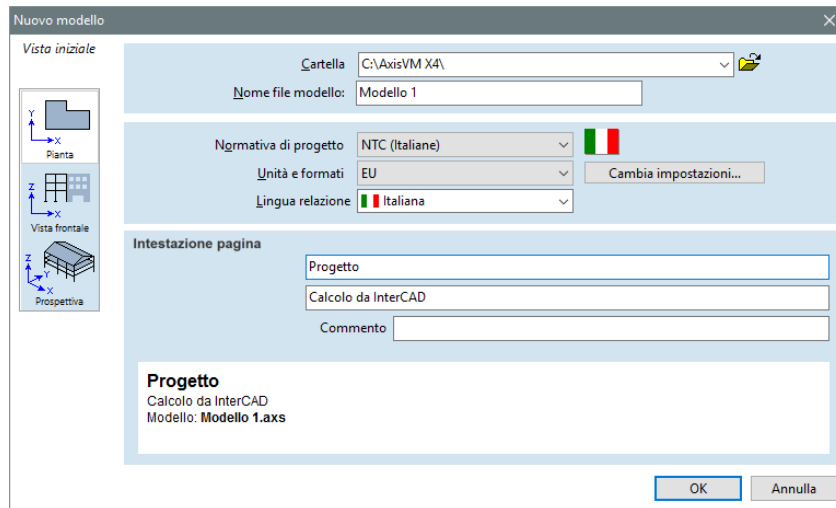 Nuovo modello
Vista iniziale
Y
X
Pianta
Z
X
Vista frontale
Z
Y
X
Prospettiva
Cartella C:\AxisVM X4\
Nome file modello: Modello 1
Normativa di progetto NTC (Italiane)
Unità e formati EU Cambia impostazioni...
Lingua relazione Italiana
Intestazione pagina
Progetto
Calcolo da InterCAD
Commento
Progetto
Calcolo da InterCAD
Modello: Modello 1.axs
OK Annulla